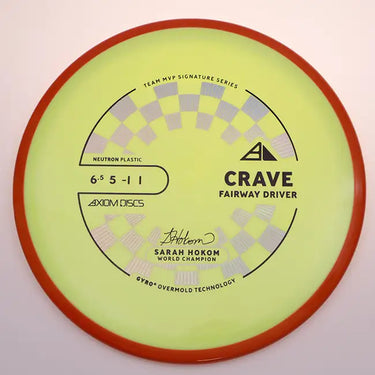 TEAM MVP SIGNATURE SERIES
NEUTRON PLASTIC
6.5 5 -1 1
AXIOM DISCS
CRAVE
FAIRWAY DRIVER
SHokom
SARAH HOKOM
WORLD CHAMPION
GYRO® OVERMOLD TECHNOLOGY